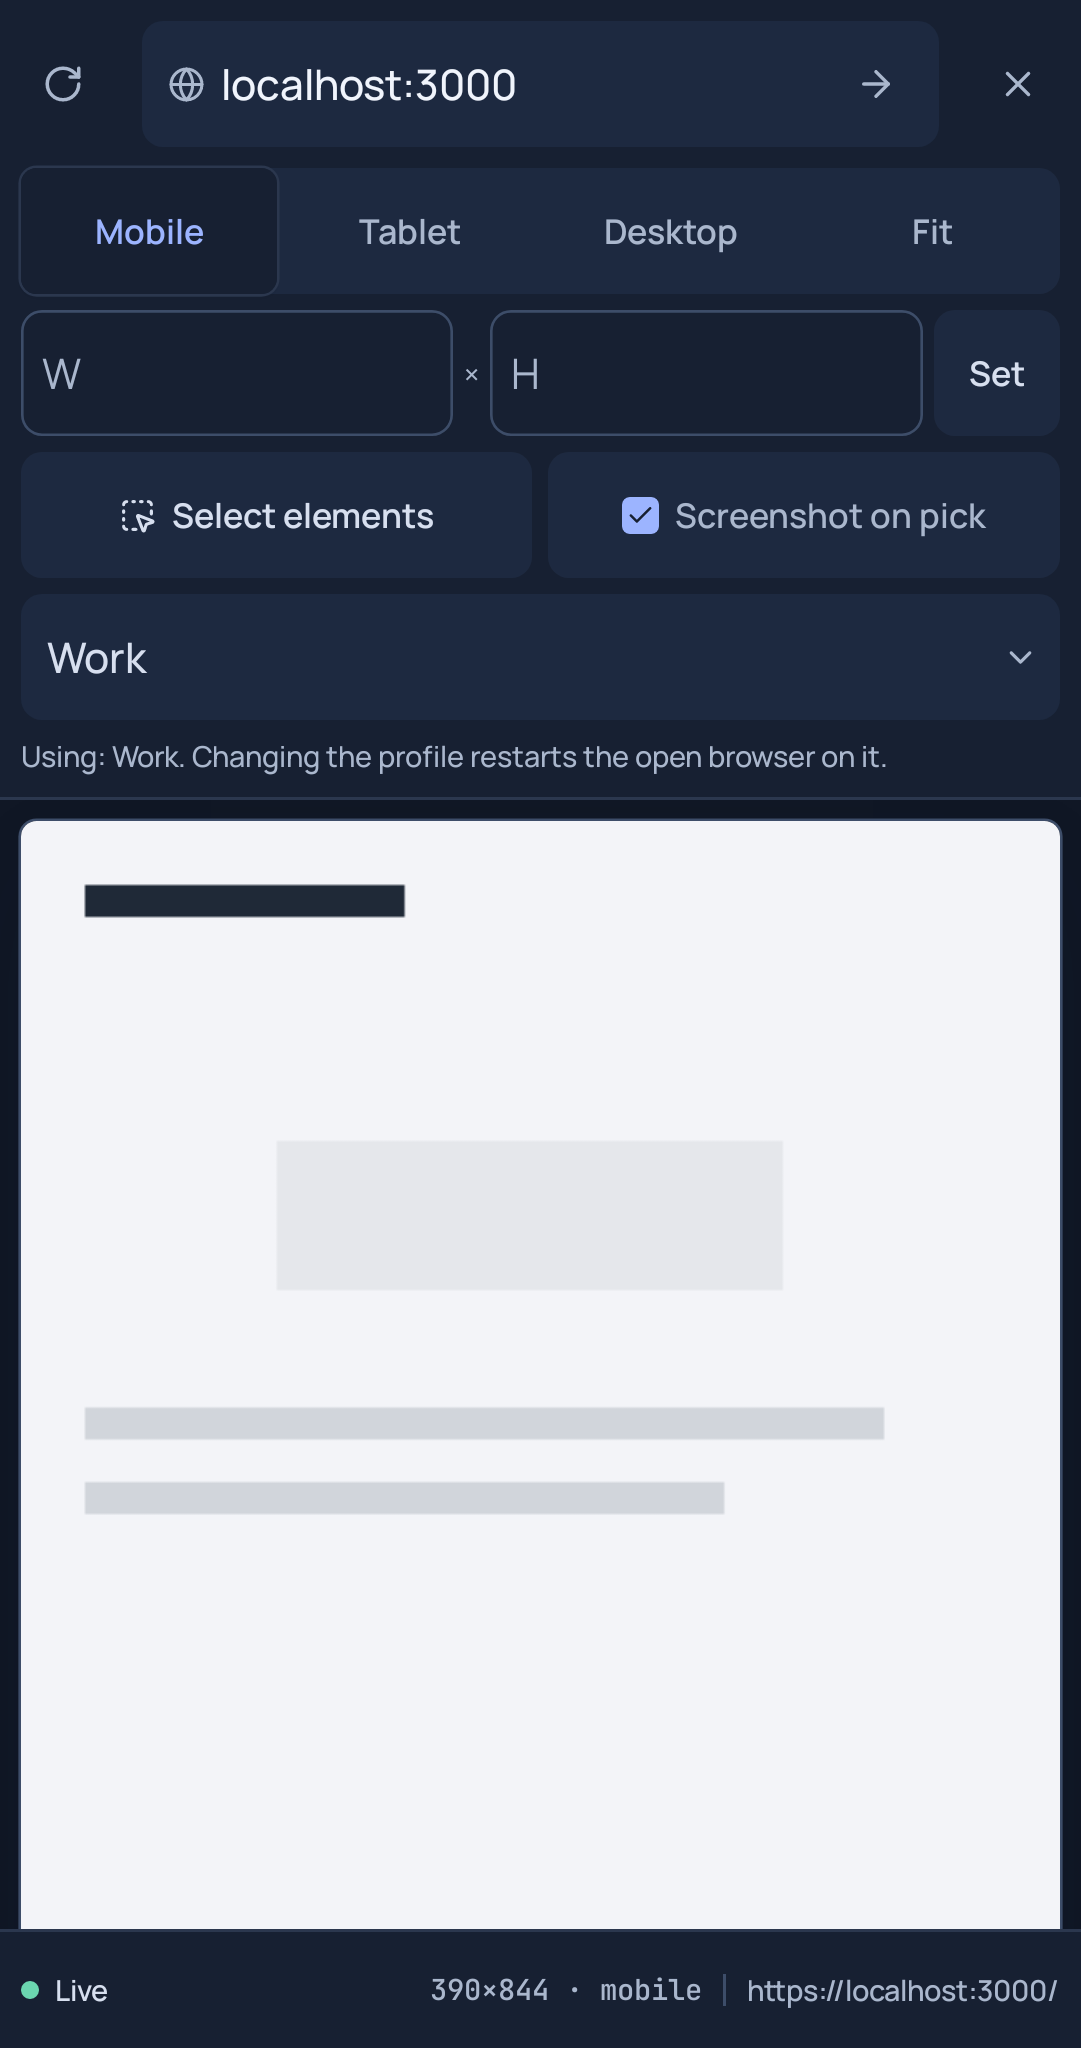 localhost:3000
Mobile Tablet Desktop Fit
W × H Set
Select elements Screenshot on pick
Work
Using: Work. Changing the profile restarts the open browser on it.
Live 390×844 · mobile https://localhost:3000/